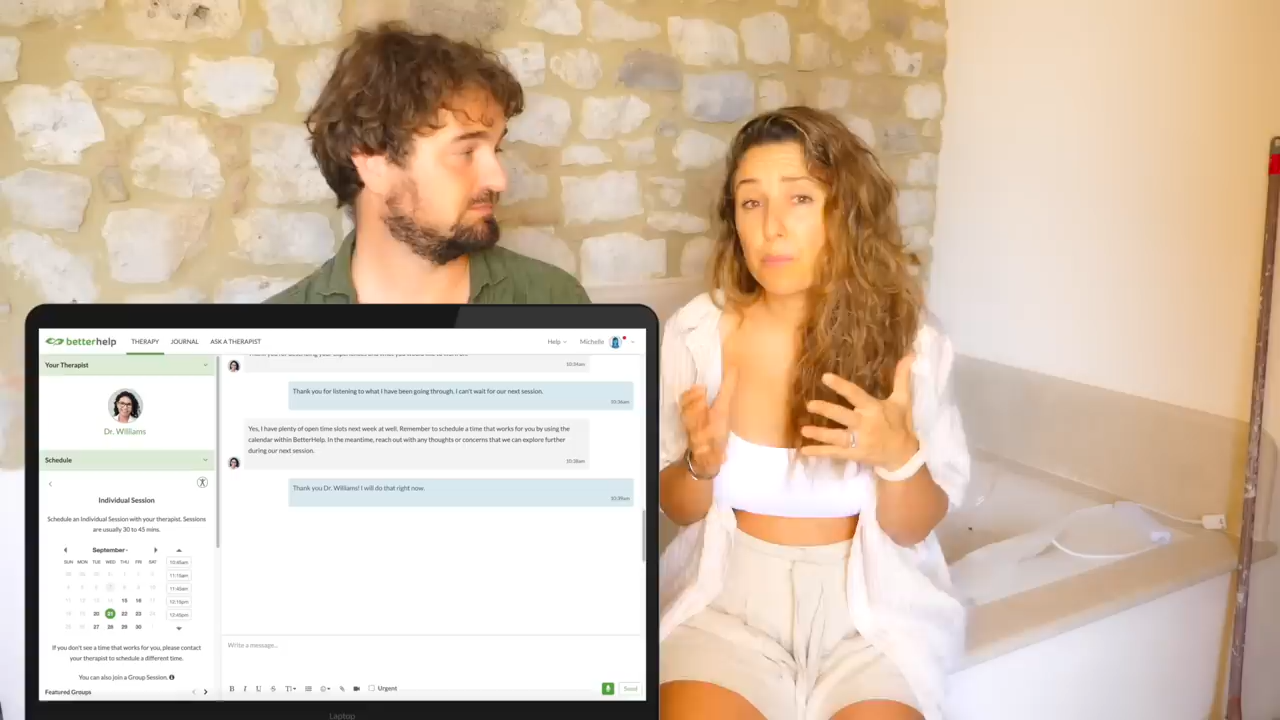 betterhelp
THERAPY
JOURNAL
ASK A THERAPIST
Help
Michelle
Your Therapist
Dr. Williams
Schedule
Individual Session
Schedule an Individual Session with your therapist. Sessions
are usually 30 to 45 mins.
September
SUN MON TUE WED THU FRI SAT
15 16
20 21 22 23
27 28 29 30
10:45am
11:15am
11:45am
12:15pm
12:45pm
If you don't see a time that works for you, please contact
your therapist to schedule a different time.
You can also join a Group Session.
Featured Groups
10:34am
Thank you for listening to what I have been going through. I can't wait for our next session.
10:36am
Yes, I have plenty of open time slots next week at well. Remember to schedule a time that works for you by using the
calendar within BetterHelp. In the meantime, reach out with any thoughts or concerns that we can explore further
during our next session.
10:38am
Thank you Dr. Williams! I will do that right now.
10:39am
Write a message...
B I U S
Urgent
Send
Laptop